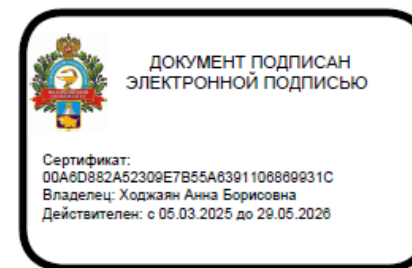 ДОКУМЕНТ ПОДПИСАН
ЭЛЕКТРОННОЙ ПОДПИСЬЮ
Сертификат:
00A6D882A52309E7B55A6391106869931C
Владелец: Ходжаян Анна Борисовна
Действителен: с 05.03.2025 до 29.05.2026